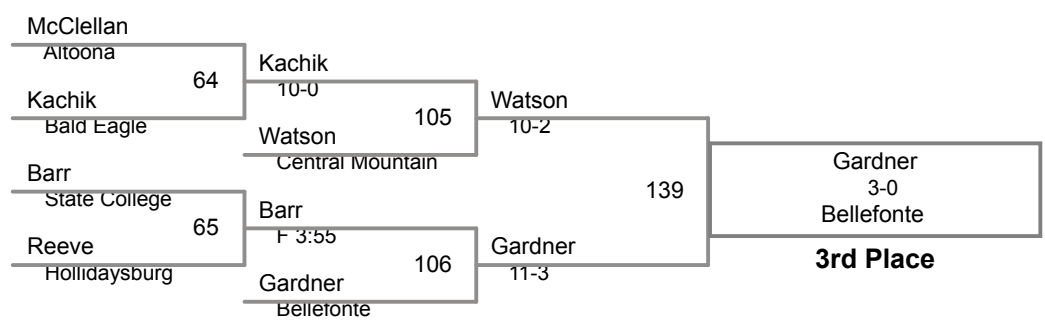 McClellan
Altoona
64
Kachik
Bald Eagle
Barr
State College
65
Reeve
Hollidaysburg
Kachik
10-0
105
Watson
Central Mountain
Barr
F 3:55
106
Gardner
Bellefonte
Watson
10-2
139
Gardner
11-3
Gardner
3-0
Bellefonte
3rd Place